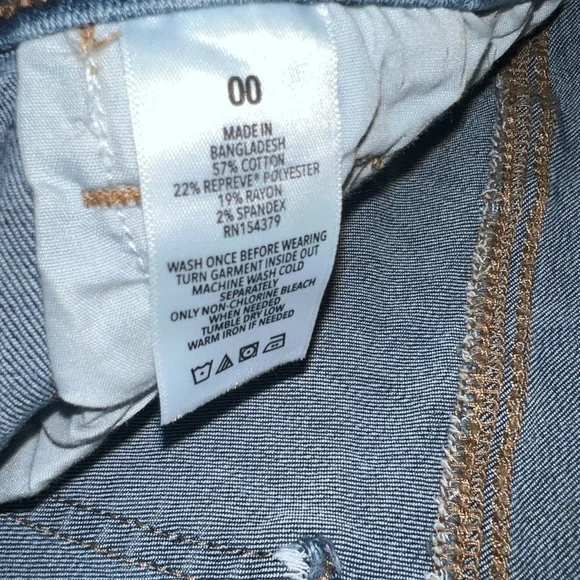 00
MADE IN
BANGLADESH
57% COTTON
22% REPREVE® POLYESTER
19% RAYON
2% SPANDEX
RN154379
WASH ONCE BEFORE WEARING
TURN GARMENT INSIDE OUT
MACHINE WASH COLD
SEPARATELY
ONLY NON-CHLORINE BLEACH
WHEN NEEDED
TUMBLE DRY LOW
WARM IRON IF NEEDED